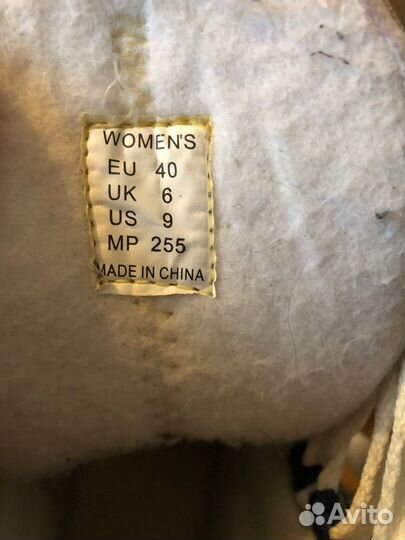 WOMEN'S
EU 40
UK 6
US 9
MP 255
MADE IN CHINA
Avito